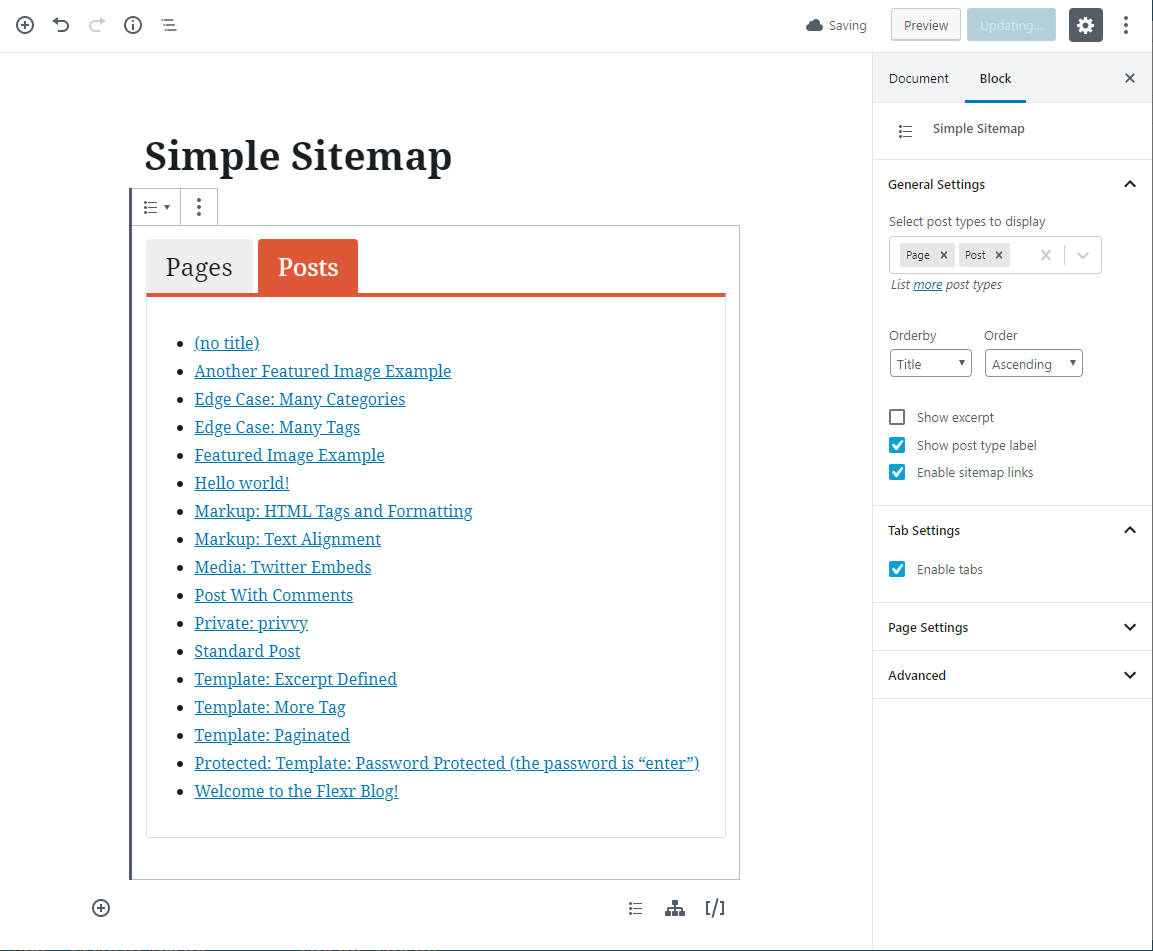 Saving Preview Updating...
Document Block
Simple Sitemap
Simple Sitemap
Pages Posts
(no title)
Another Featured Image Example
Edge Case: Many Categories
Edge Case: Many Tags
Featured Image Example
Hello world!
Markup: HTML Tags and Formatting
Markup: Text Alignment
Media: Twitter Embeds
Post With Comments
Private: privvy
Standard Post
Template: Excerpt Defined
Template: More Tag
Template: Paginated
Protected: Template: Password Protected (the password is “enter”)
Welcome to the Flexr Blog!
General Settings
Select post types to display
Page Post
List more post types
Orderby Order
Title Ascending
Show excerpt
Show post type label
Enable sitemap links
Tab Settings
Enable tabs
Page Settings
Advanced
[/]